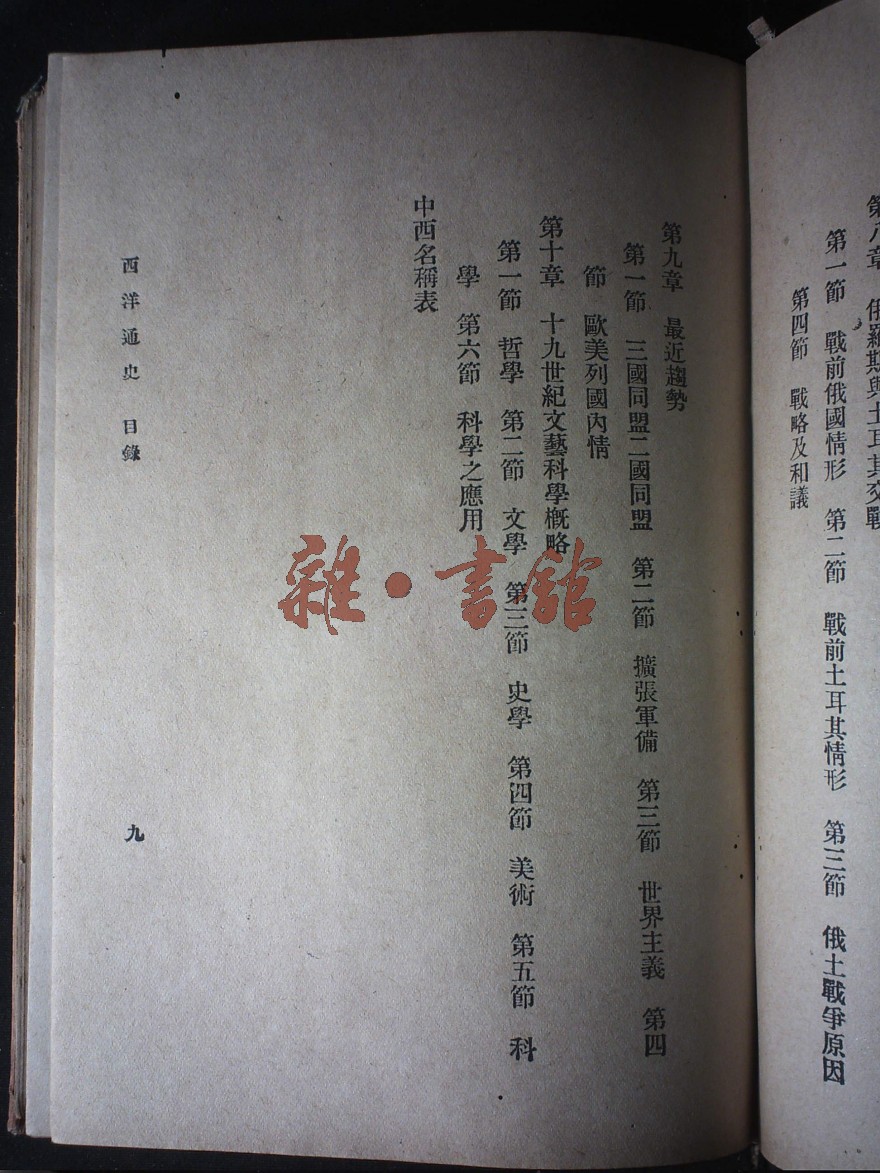 第八章　俄羅斯與土耳其交戰
第一節　戰前俄國情形　第二節　戰前土耳其情形　第三節　俄土戰爭原因
第四節　戰略及和議
第九章　最近趨勢
第一節　三國同盟二國同盟　第二節　擴張軍備　第三節　世界主義　第四
節　歐美列國內情
第十章　十九世紀文藝科學概略
第一節　哲學　第二節　文學　第三節　史學　第四節　美術　第五節　科
學　第六節　科學之應用
中西名稱表
西洋通史　目錄
九
雜·書館